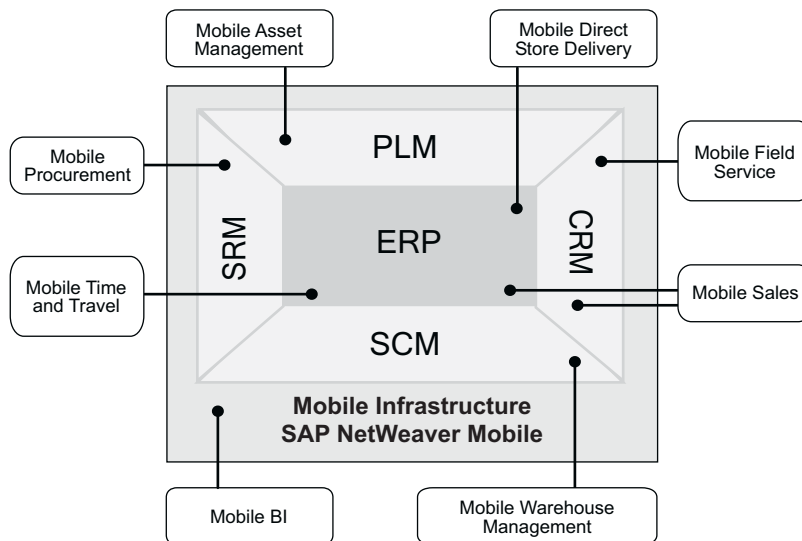 Mobile Asset
Management
Mobile Direct
Store Delivery
Mobile
Procurement
PLM
Mobile Field
Service
SRM
ERP
CRM
Mobile Time
and Travel
Mobile Sales
SCM
Mobile Infrastructure
SAP NetWeaver Mobile
Mobile BI
Mobile Warehouse
Management